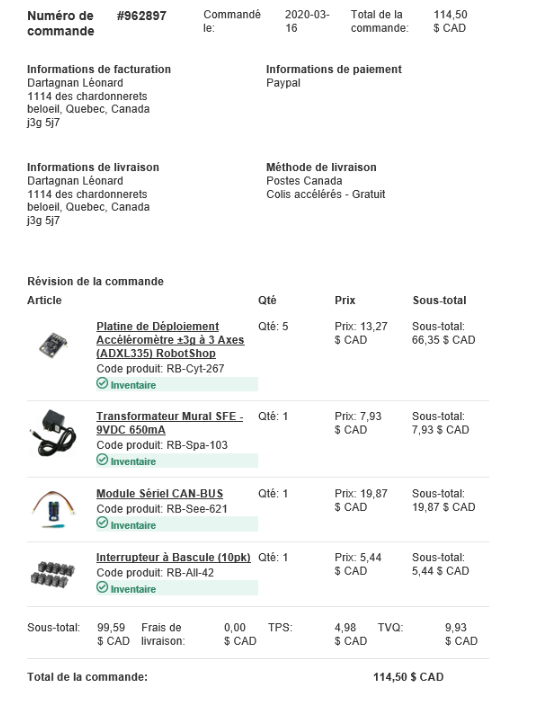 Numéro de commande #962897 Commandé le: 2020-03-16 Total de la commande: 114,50 $ CAD
Informations de facturation
Dartagnan Léonard
1114 des chardonnerets
beloeil, Quebec, Canada
j3g 5j7
Informations de paiement
Paypal
Informations de livraison
Dartagnan Léonard
1114 des chardonnerets
beloeil, Quebec, Canada
j3g 5j7
Méthode de livraison
Postes Canada
Colis accélérés - Gratuit
Révision de la commande
Article Qté Prix Sous-total
Platine de Déploiement
Accéléromètre ±3g à 3 Axes
(ADXL335) RobotShop
Code produit: RB-Cyt-267
Inventaire
Qté: 5
Prix: 13,27
$ CAD
Sous-total:
66,35 $ CAD
Transformateur Mural SFE -
9VDC 650mA
Code produit: RB-Spa-103
Inventaire
Qté: 1
Prix: 7,93
$ CAD
Sous-total:
7,93 $ CAD
Module Sériel CAN-BUS
Code produit: RB-See-621
Inventaire
Qté: 1
Prix: 19,87
$ CAD
Sous-total:
19,87 $ CAD
Interrupteur à Bascule (10pk)
Code produit: RB-All-42
Inventaire
Qté: 1
Prix: 5,44
$ CAD
Sous-total:
5,44 $ CAD
Sous-total: 99,59 $ CAD Frais de livraison: 0,00 $ CAD TPS: 4,98 $ CAD TVQ: 9,93 $ CAD
Total de la commande: 114,50 $ CAD